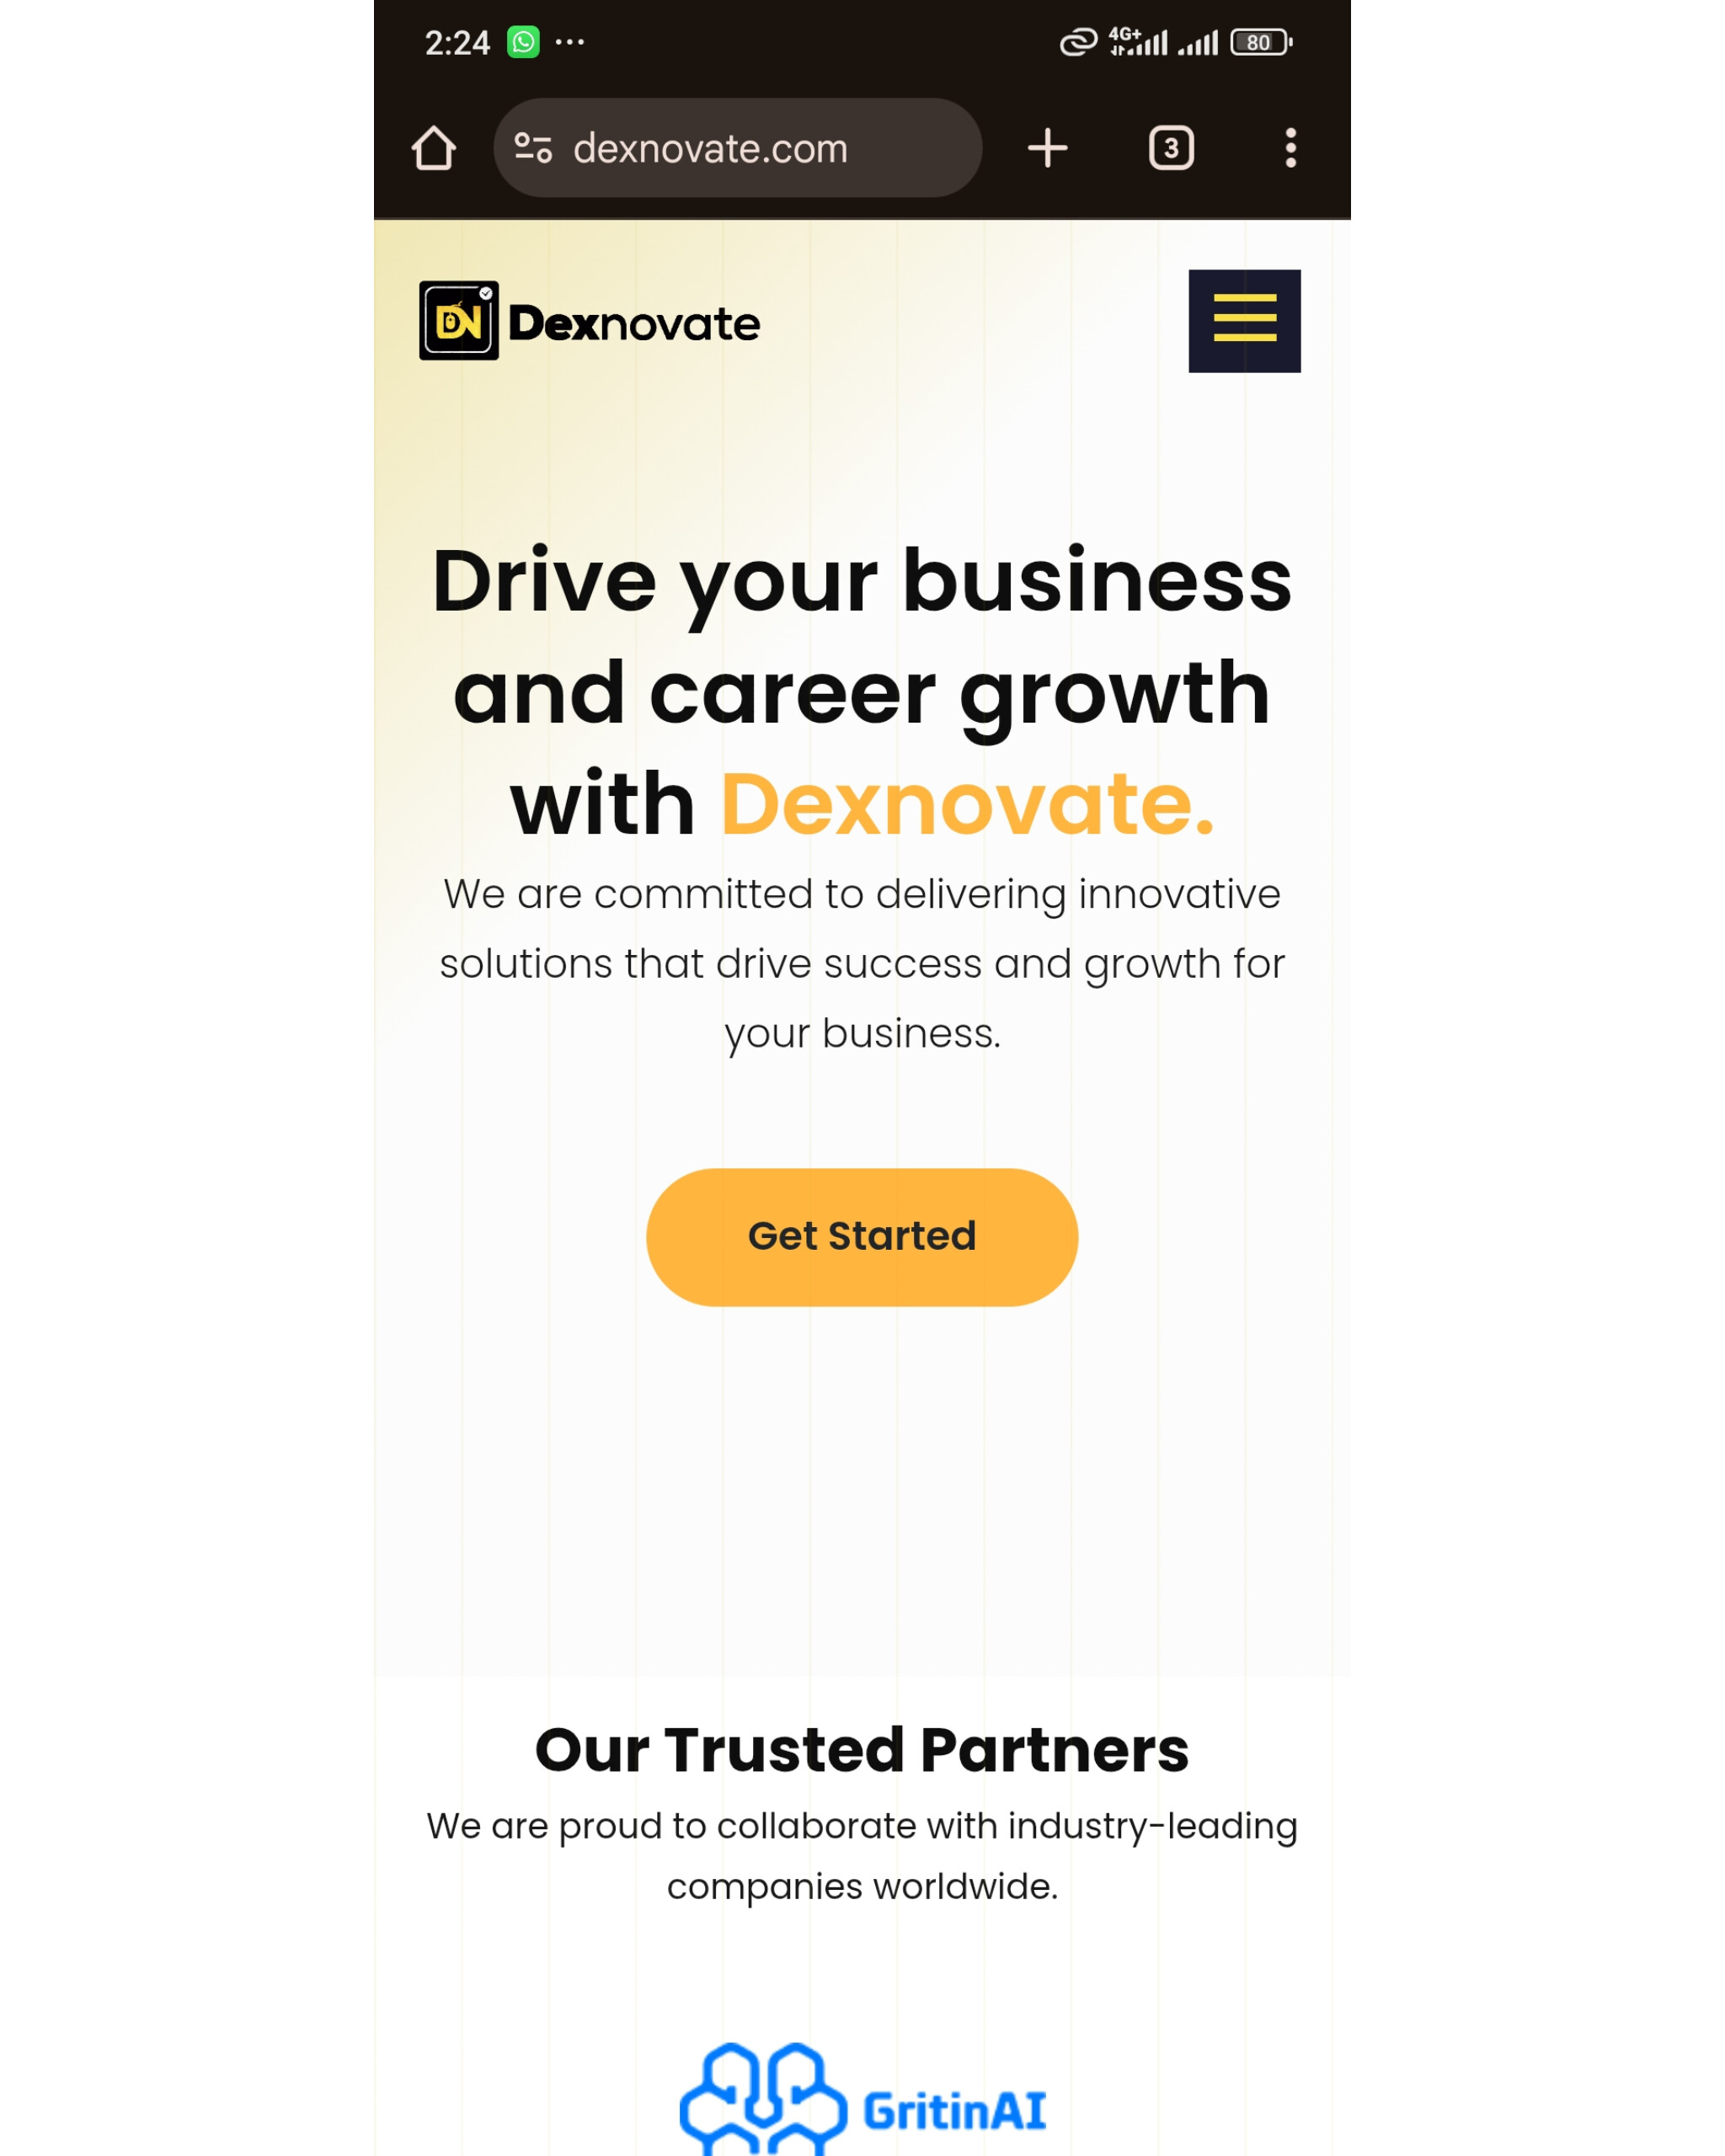 2:24 4G+ 80
dexnovate.com 3
DN Dexnovate
Drive your business
and career growth
with Dexnovate.
We are committed to delivering innovative
solutions that drive success and growth for
your business.
Get Started
Our Trusted Partners
We are proud to collaborate with industry-leading
companies worldwide.
GritinAI